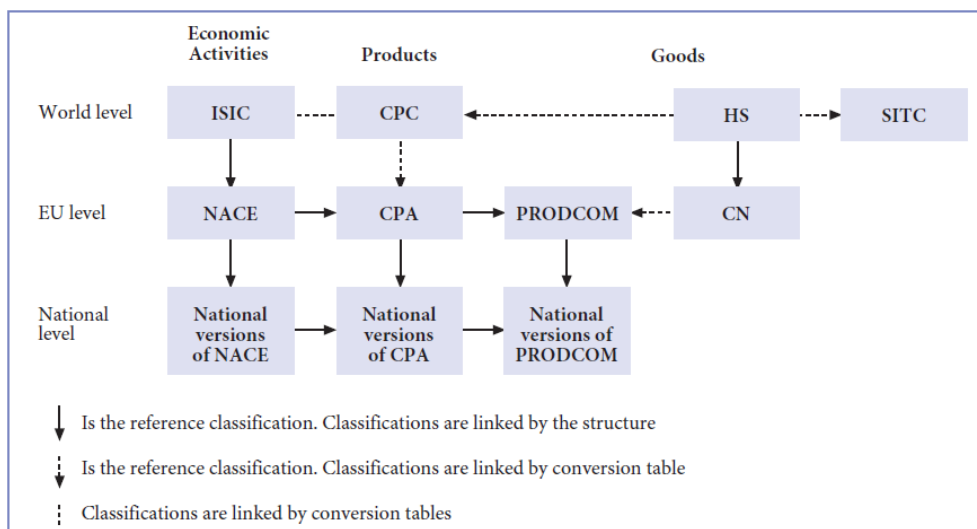 Economic
Activities
Products
Goods
World level
ISIC
CPC
HS
SITC
EU level
NACE
CPA
PRODCOM
CN
National
level
National
versions
of NACE
National
versions
of CPA
National
versions of
PRODCOM
Is the reference classification. Classifications are linked by the structure
Is the reference classification. Classifications are linked by conversion table
Classifications are linked by conversion tables